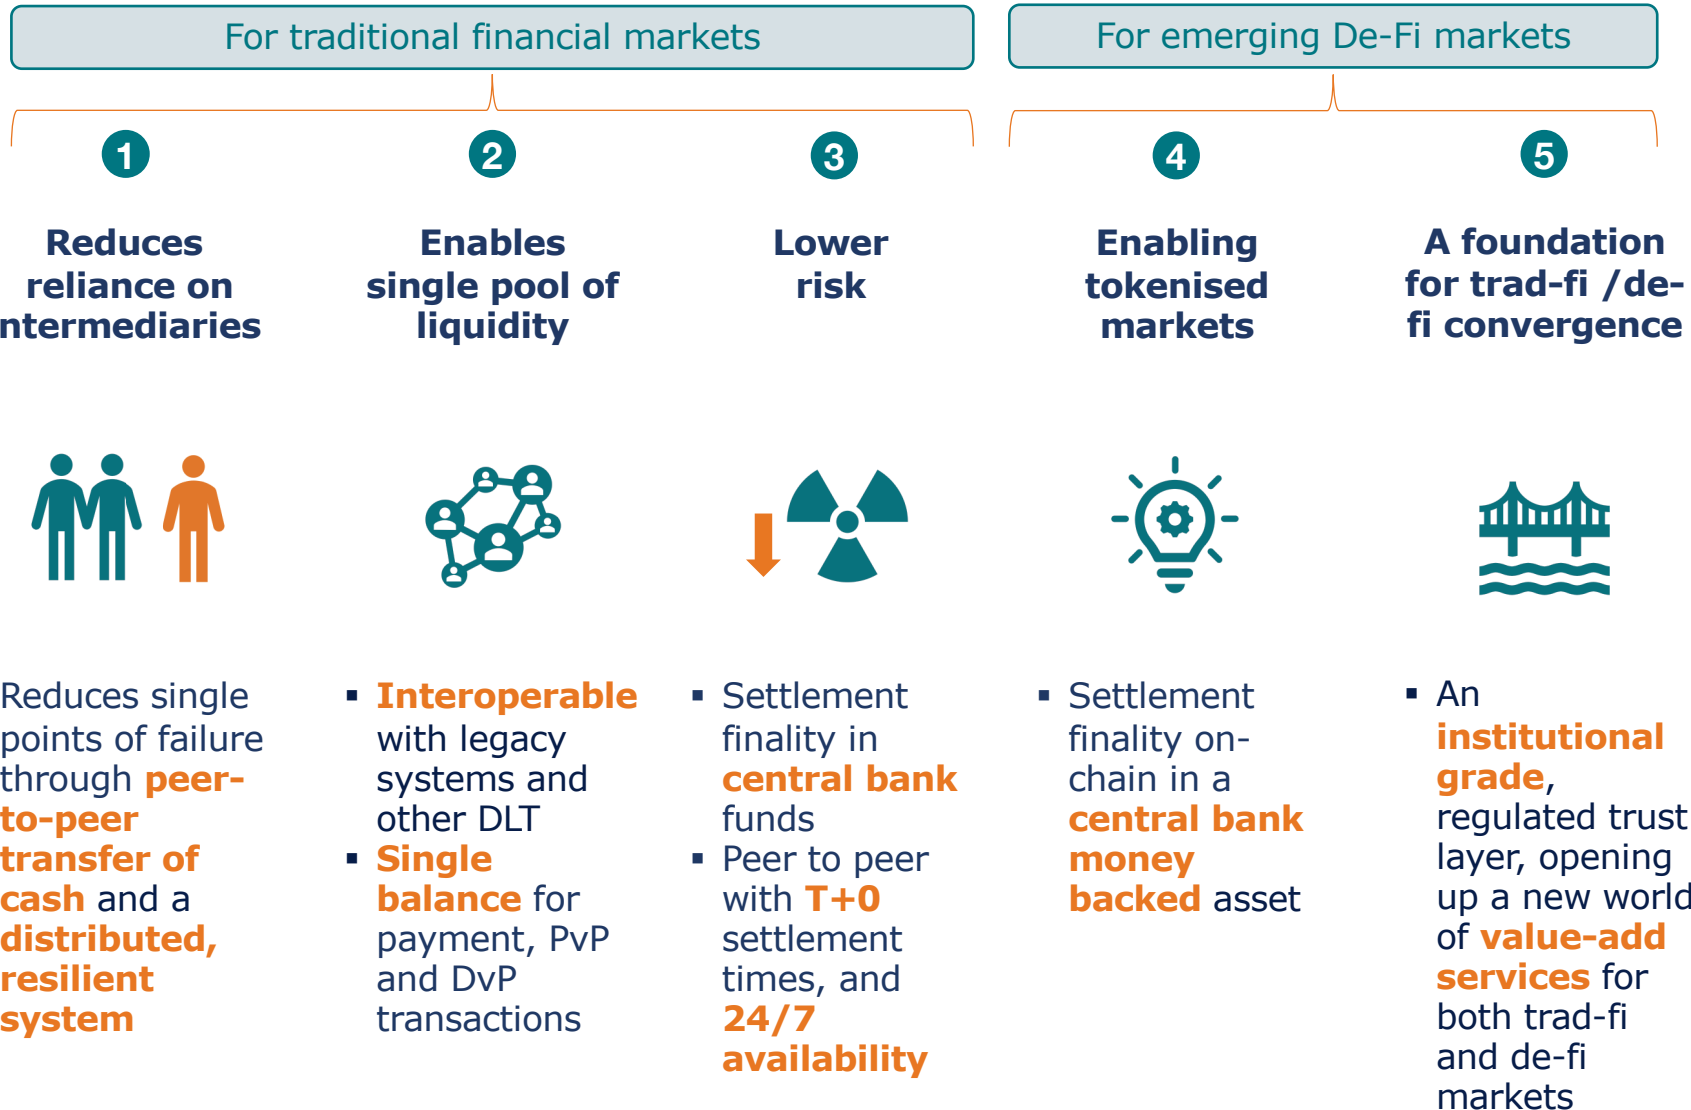 For traditional financial markets
For emerging De-Fi markets
1
Reduces
reliance on
ntermediaries
2
Enables
single pool of
liquidity
3
Lower
risk
4
Enabling
tokenised
markets
5
A foundation
for trad-fi /de-
fi convergence
Reduces single
points of failure
through peer-
to-peer
transfer of
cash and a
distributed,
resilient
system
▪ Interoperable
with legacy
systems and
other DLT
▪ Single
balance for
payment, PvP
and DvP
transactions
▪ Settlement
finality in
central bank
funds
▪ Peer to peer
with T+0
settlement
times, and
24/7
availability
▪ Settlement
finality on-
chain in a
central bank
money
backed asset
▪ An
institutional
grade,
regulated trust
layer, opening
up a new world
of value-add
services for
both trad-fi
and de-fi
markets